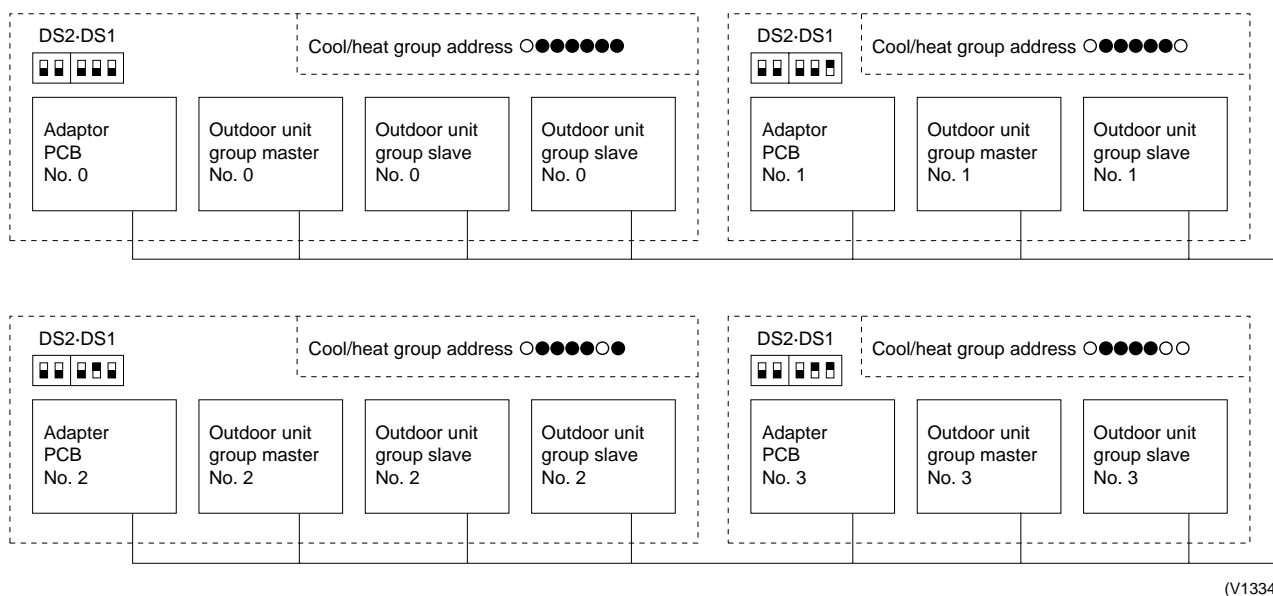 DS2·DS1
Cool/heat group address ○●●●●●●
Adaptor
PCB
No. 0
Outdoor unit
group master
No. 0
Outdoor unit
group slave
No. 0
Outdoor unit
group slave
No. 0
DS2·DS1
Cool/heat group address ○●●●●●○
Adaptor
PCB
No. 1
Outdoor unit
group master
No. 1
Outdoor unit
group slave
No. 1
DS2·DS1
Cool/heat group address ○●●●●○●
Adapter
PCB
No. 2
Outdoor unit
group master
No. 2
Outdoor unit
group slave
No. 2
Outdoor unit
group slave
No. 2
DS2·DS1
Cool/heat group address ○●●●●○○
Adapter
PCB
No. 3
Outdoor unit
group master
No. 3
Outdoor unit
group slave
No. 3
(V1334